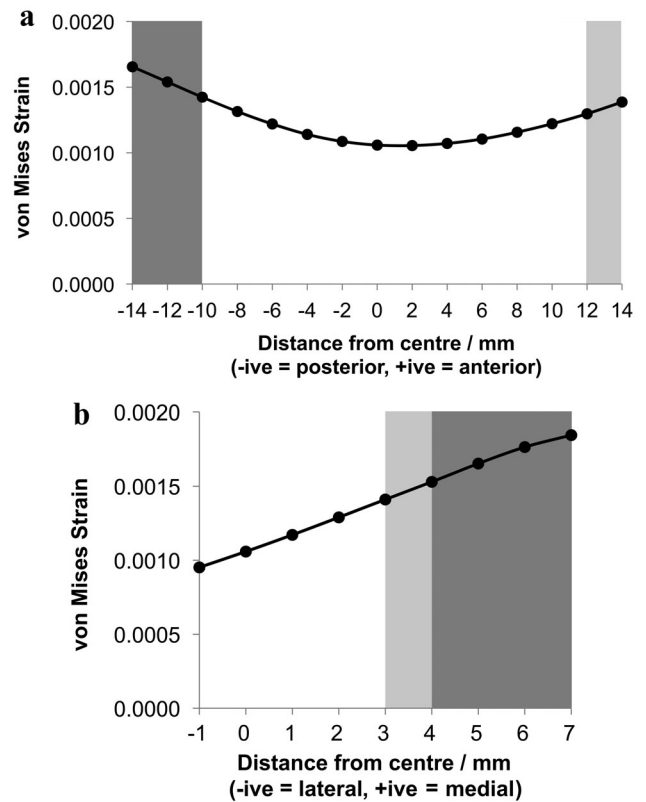 a
0.0020
0.0015
0.0010
0.0005
0.0000
von Mises Strain
-14 -12 -10 -8 -6 -4 -2 0 2 4 6 8 10 12 14
Distance from centre / mm
(-ive = posterior, +ive = anterior)
b
0.0020
0.0015
0.0010
0.0005
0.0000
von Mises Strain
-1 0 1 2 3 4 5 6 7
Distance from centre / mm
(-ive = lateral, +ive = medial)